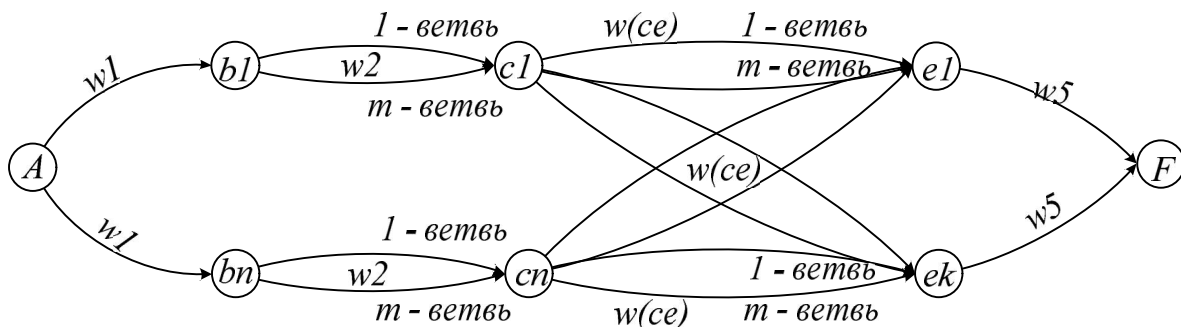 1 - ветвь
w(ce)
1 - ветвь
w1
b1
w2
c1
m - ветвь
e1
w5
m - ветвь
A
w(ce)
F
w1
1 - ветвь
w5
bn
w2
cn
1 - ветвь
ek
m - ветвь
w(ce)
m - ветвь